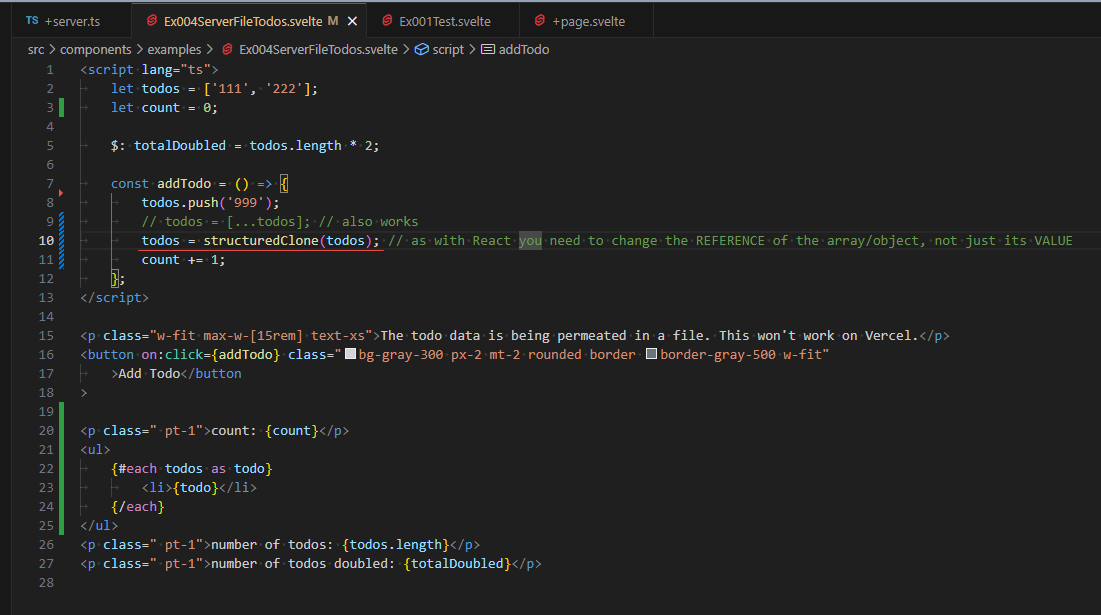 TS +server.ts Ex004ServerFileTodos.svelte M × Ex001Test.svelte +page.svelte
src > components > examples > Ex004ServerFileTodos.svelte > script > addTodo
1 <script lang="ts">
2 let todos = ['111', '222'];
3 let count = 0;
4
5 $: totalDoubled = todos.length * 2;
6
7 const addTodo = () => {
8 todos.push('999');
9 // todos = [...todos]; // also works
10 todos = structuredClone(todos); // as with React you need to change the REFERENCE of the array/object, not just its VALUE
11 count += 1;
12 };
13 </script>
14
15 <p class="w-fit max-w-[15rem] text-xs">The todo data is being permeated in a file. This won't work on Vercel.</p>
16 <button on:click={addTodo} class="bg-gray-300 px-2 mt-2 rounded border border-gray-500 w-fit"
17 >Add Todo</button
18 >
19
20 <p class=" pt-1">count: {count}</p>
21 <ul>
22 {#each todos as todo}
23 <li>{todo}</li>
24 {/each}
25 </ul>
26 <p class=" pt-1">number of todos: {todos.length}</p>
27 <p class=" pt-1">number of todos doubled: {totalDoubled}</p>
28